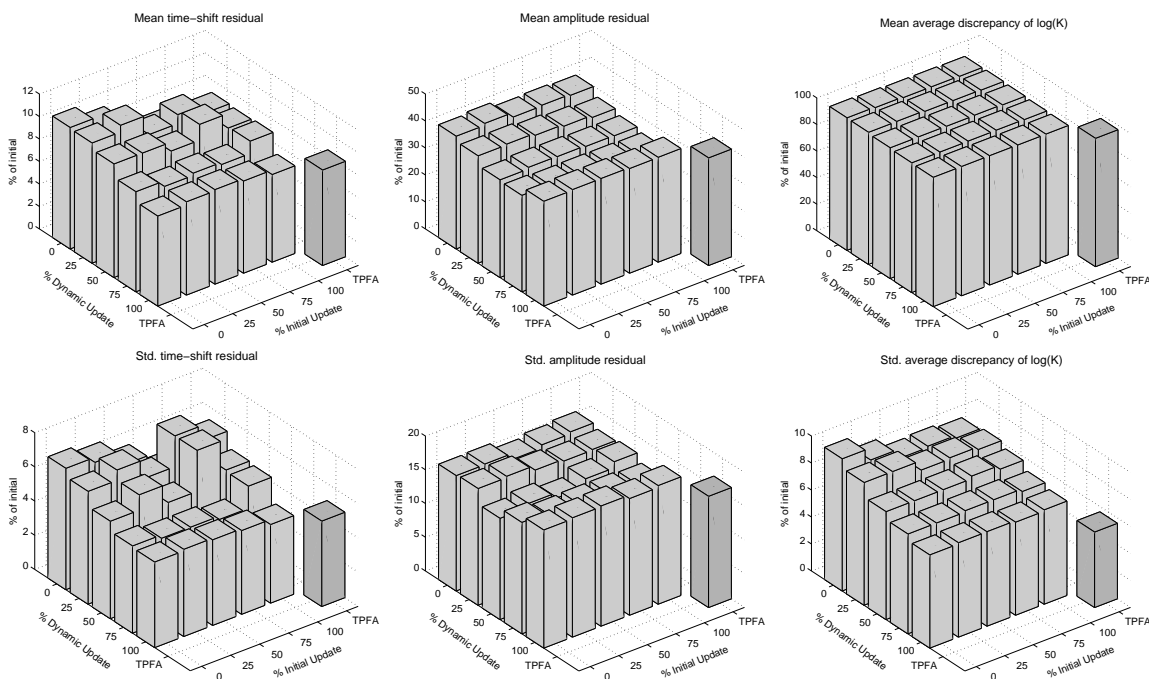 Mean time−shift residual
12
10
8
6
4
2
0
% of initial
0
25
50
75
100
TPFA
% Dynamic Update
0
25
50
75
100
TPFA
% Initial Update
Mean amplitude residual
50
40
30
20
10
0
% of initial
0
25
50
75
100
TPFA
% Dynamic Update
0
25
50
75
100
TPFA
% Initial Update
Mean average discrepancy of log(K)
100
80
60
40
20
0
% of initial
0
25
50
75
100
TPFA
% Dynamic Update
0
25
50
75
100
TPFA
% Initial Update
Std. time−shift residual
8
6
4
2
0
% of initial
0
25
50
75
100
TPFA
% Dynamic Update
0
25
50
75
100
TPFA
% Initial Update
Std. amplitude residual
20
15
10
5
0
% of initial
0
25
50
75
100
TPFA
% Dynamic Update
0
25
50
75
100
TPFA
% Initial Update
Std. average discrepancy of log(K)
10
8
6
4
2
0
% of initial
0
25
50
75
100
TPFA
% Dynamic Update
0
25
50
75
100
TPFA
% Initial Update